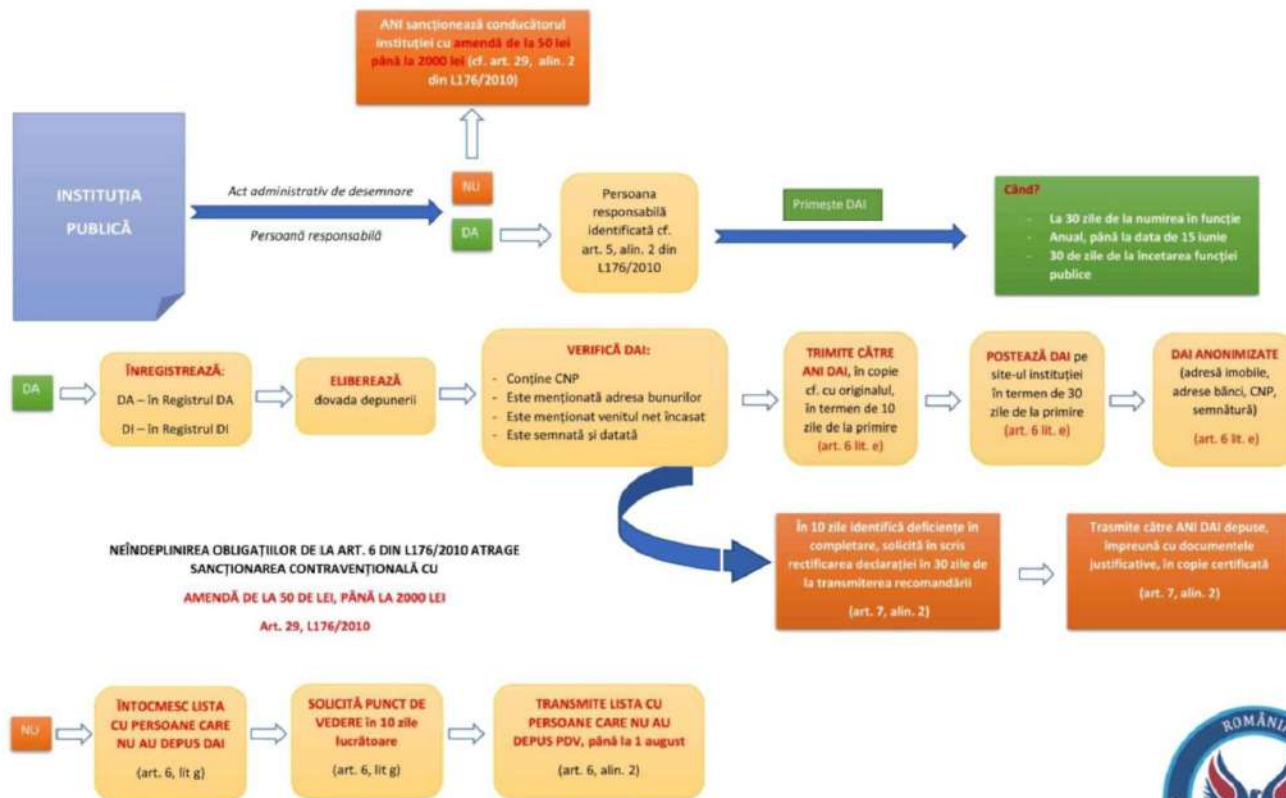 ANI sancționează conducătorul
instituției cu amendă de la 50 lei
până la 2000 lei (cf. art. 29, alin. 2
din L176/2010)
INSTITUȚIA
PUBLICĂ
Act administrativ de desemnare
Persoană responsabilă
NU
DA
Persoana
responsabilă
identificată cf.
art. 5, alin. 2 din
L176/2010
Primește DAI
Când?
- La 30 zile de la numirea în funcție
- Anual, până la data de 15 iunie
- 30 de zile de la încetarea funcției
publice
DA
ÎNREGISTREAZĂ:
DA – în Registrul DA
DI – în Registrul DI
ELIBEREAZĂ
dovada depunerii
VERIFICĂ DAI:
- Conține CNP
- Este menționată adresa bunurilor
- Este menționat venitul net încasat
- Este semnată și datată
TRIMITE CĂTRE
ANI DAI, în copie
cf. cu originalul,
în termen de 10
zile de la primire
(art. 6 lit. e)
POSTEAZĂ DAI pe
site-ul instituției
în termen de 30
zile de la primire
(art. 6 lit. e)
DAI ANONIMIZATE
(adresă imobile,
adrese bănci, CNP,
semnătură)
(art. 6 lit. e)
În 10 zile identifică deficiențe în
completare, solicită în scris
rectificarea declarației în 30 zile de
la transmiterea recomandării
(art. 7, alin. 2)
Trasmite către ANI DAI depuse,
împreună cu documentele
justificative, în copie certificată
(art. 7, alin. 2)
NEÎNDEPLINIREA OBLIGAȚIILOR DE LA ART. 6 DIN L176/2010 ATRAGE
SANCȚIONAREA CONTRAVENȚIONALĂ CU
AMENDĂ DE LA 50 DE LEI, PÂNĂ LA 2000 LEI
Art. 29, L176/2010
NU
ÎNTOCMESC LISTA
CU PERSOANE CARE
NU AU DEPUS DAI
(art. 6, lit g)
SOLICITĂ PUNCT DE
VEDERE în 10 zile
lucrătoare
(art. 6, lit g)
TRANSMITE LISTA CU
PERSOANE CARE NU AU
DEPUS PDV, până la 1 august
(art. 6, alin. 2)
ROMÂNIA